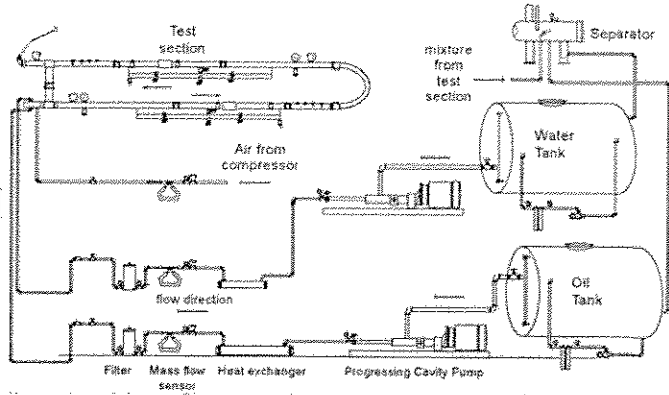 Test
section
Separator
mixture
from
test
section
Water
Tank
Air from
compressor
flow direction
Oil
Tank
Filter
Mass flow
sensor
Heat exchanger
Progressing Cavity Pump